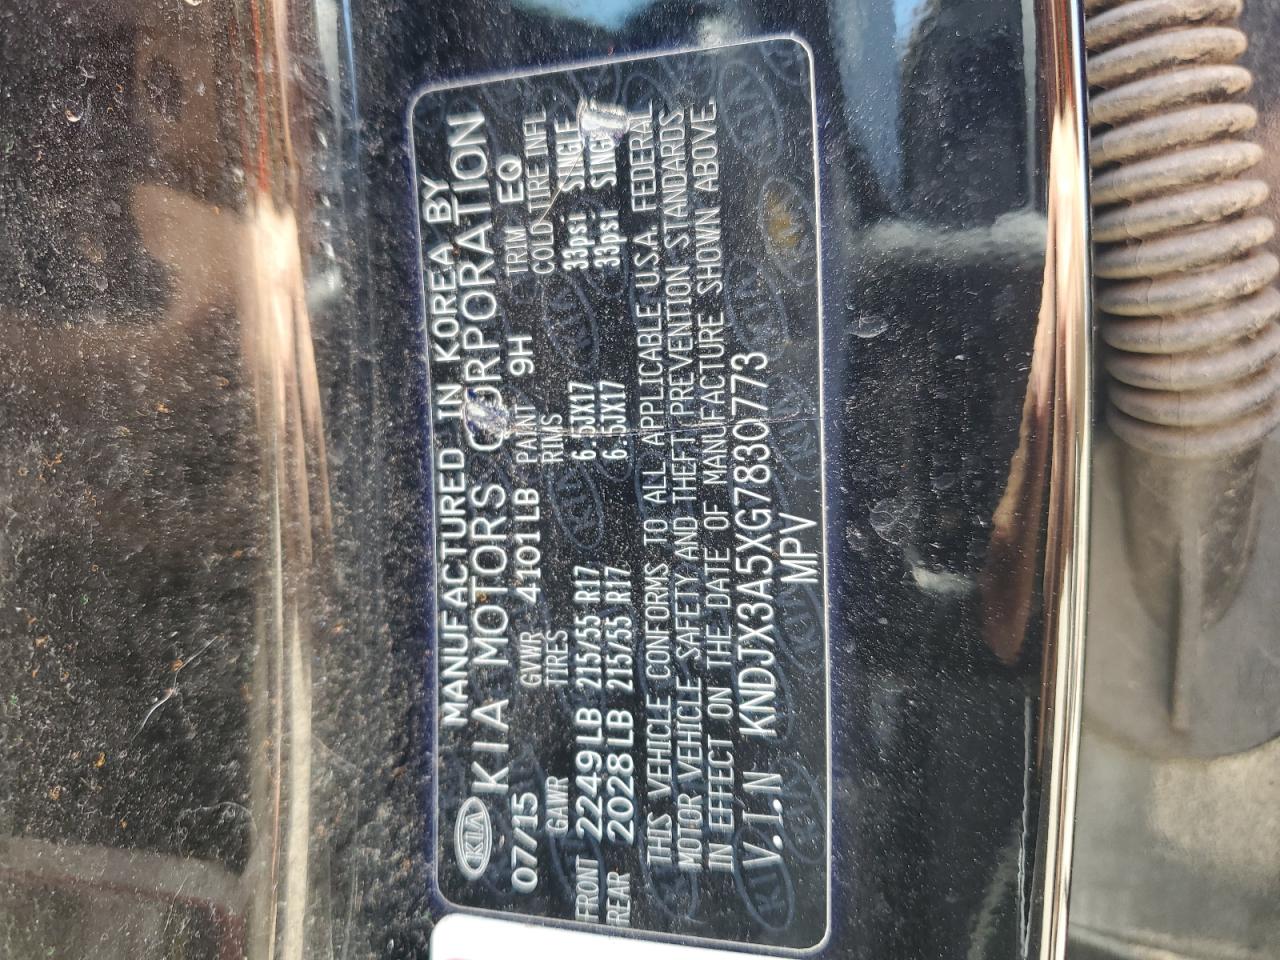 MANUFACTURED IN KOREA BY
KIA KIA MOTORS CORPORATION
07/15 GVWR 4101LB PAINT 9H TRIM EQ
GAWR TIRES RIMS COLD TIRE INFL
FRONT 2249LB 215/55 R17 6.5JX17 33psi SINGLE
REAR 2028LB 215/55 R17 6.5JX17 33psi
THIS VEHICLE CONFORMS TO ALL APPLICABLE U.S.A. FEDERAL
MOTOR VEHICLE SAFETY AND THEFT PREVENTION STANDARDS
IN EFFECT ON THE DATE OF MANUFACTURE SHOWN ABOVE.
V.I.N KNDJX3A5XG7830773
MPV